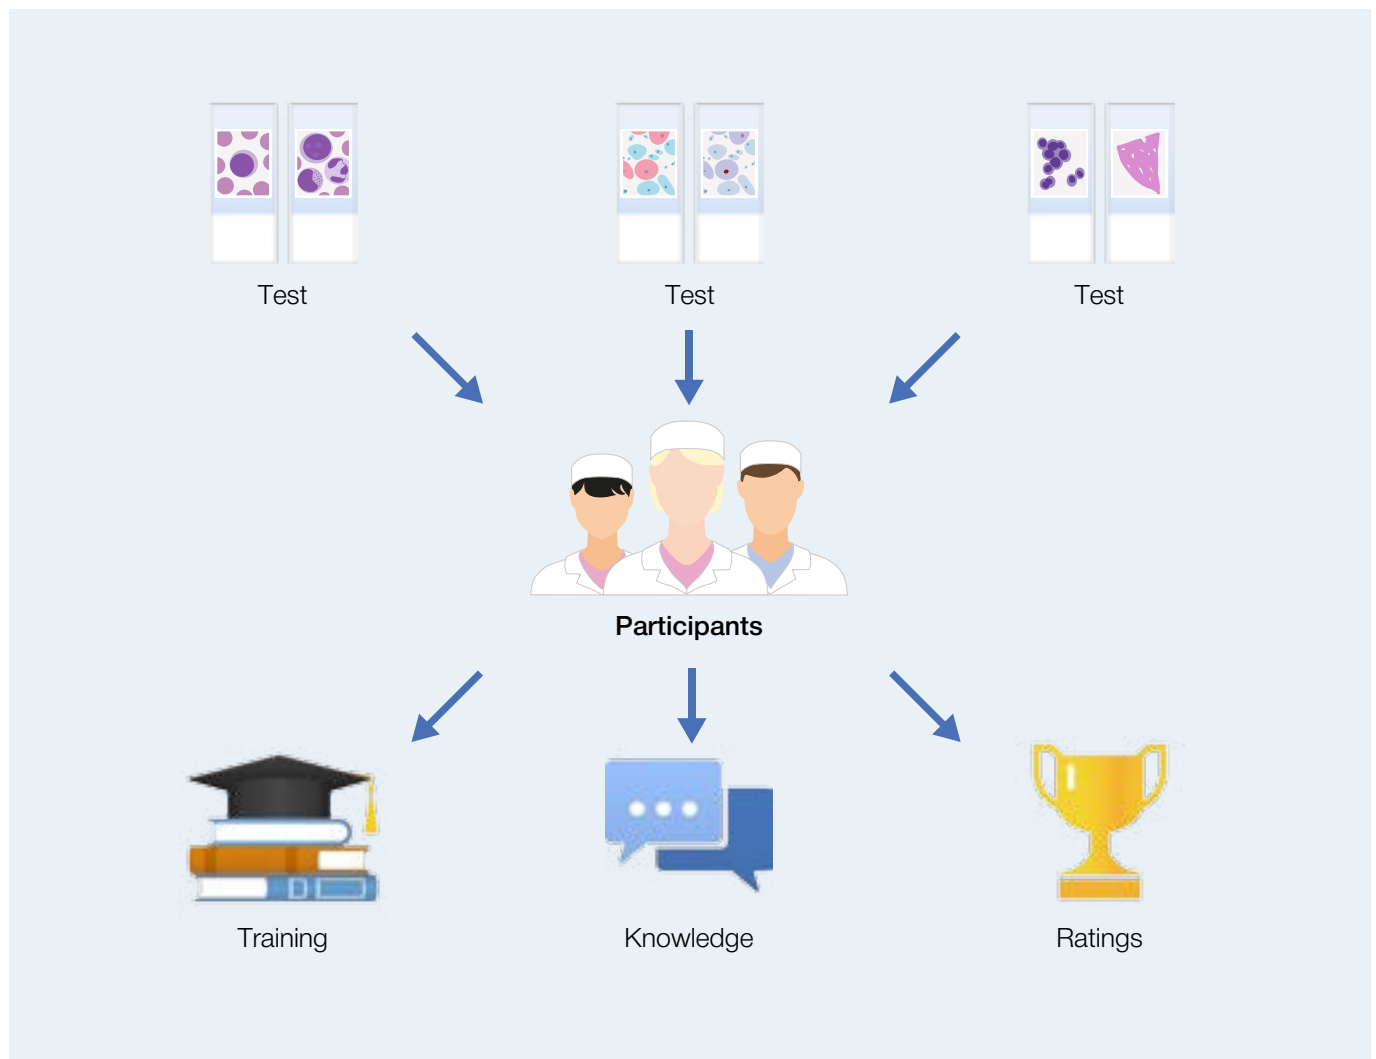 Test
Test
Test
Participants
Training
Knowledge
Ratings